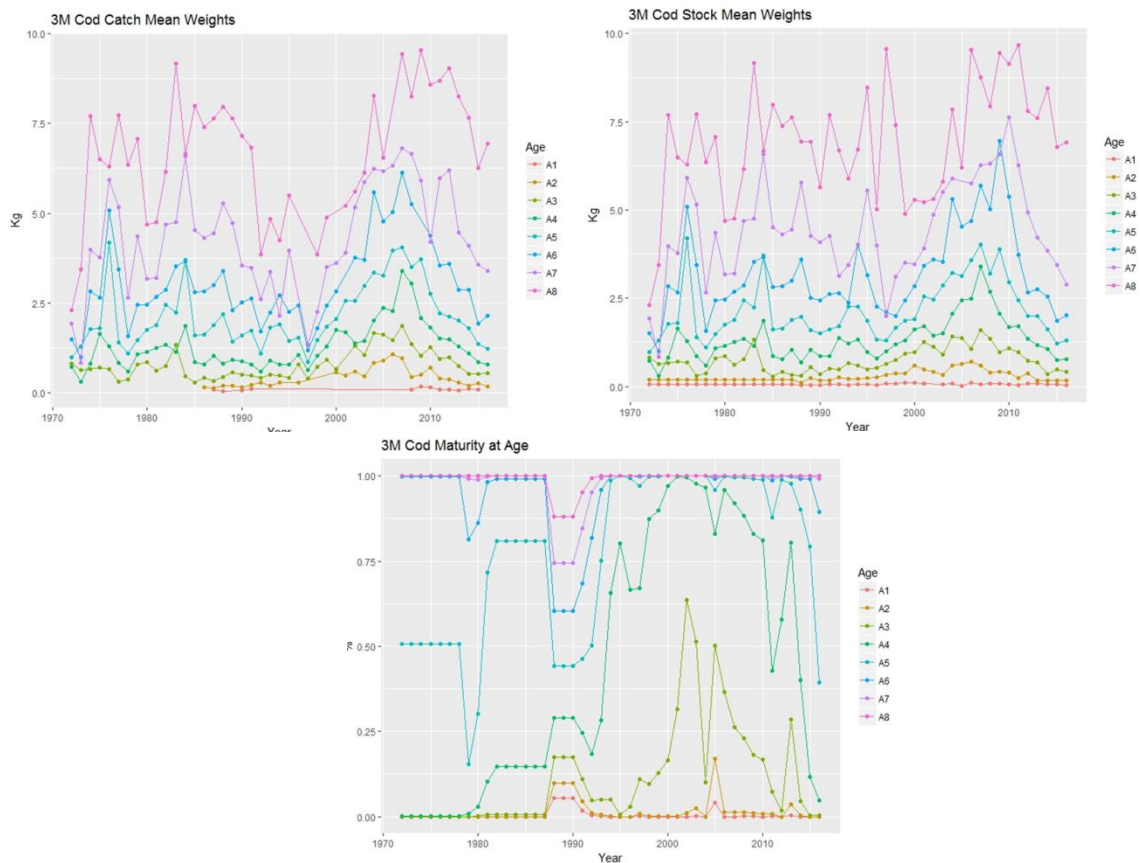 3M Cod Catch Mean Weights
10.0
7.5
5.0
2.5
0.0
Kg
1970 1980 1990 2000 2010
Year
Age
A1
A2
A3
A4
A5
A6
A7
A8
3M Cod Stock Mean Weights
10.0
7.5
5.0
2.5
0.0
Kg
1970 1980 1990 2000 2010
Year
Age
A1
A2
A3
A4
A5
A6
A7
A8
3M Cod Maturity at Age
1.00
0.75
0.50
0.25
0.00
%
1970 1980 1990 2000 2010
Year
Age
A1
A2
A3
A4
A5
A6
A7
A8